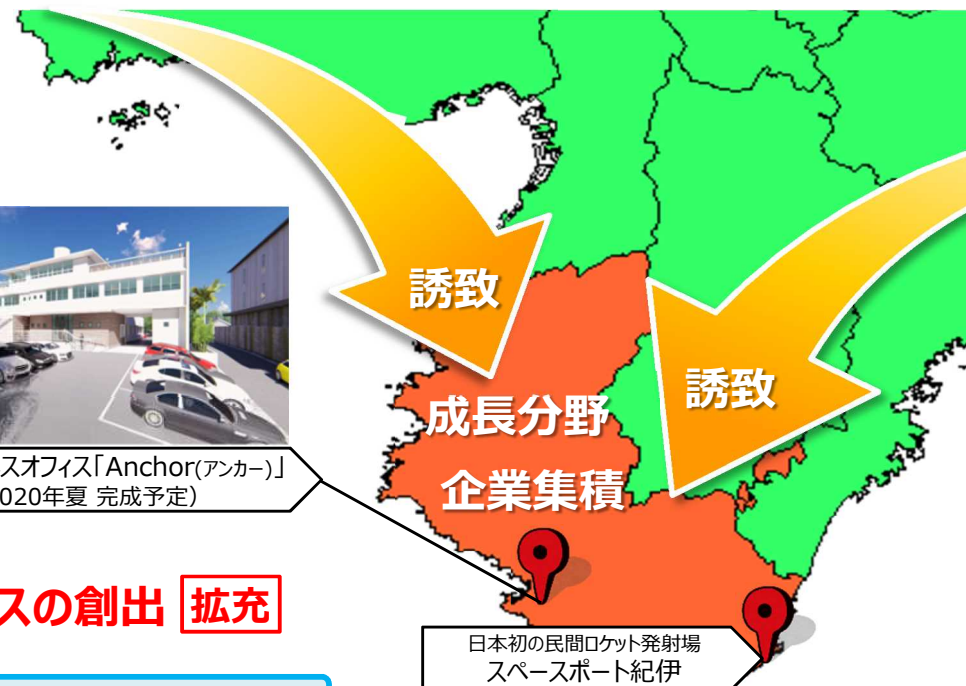 誘致
誘致
成長分野
企業集積
スオフィス「Anchor(アンカー)」
020年夏 完成予定）
スの創出 拡充
日本初の民間ロケット発射場
スペースポート紀伊